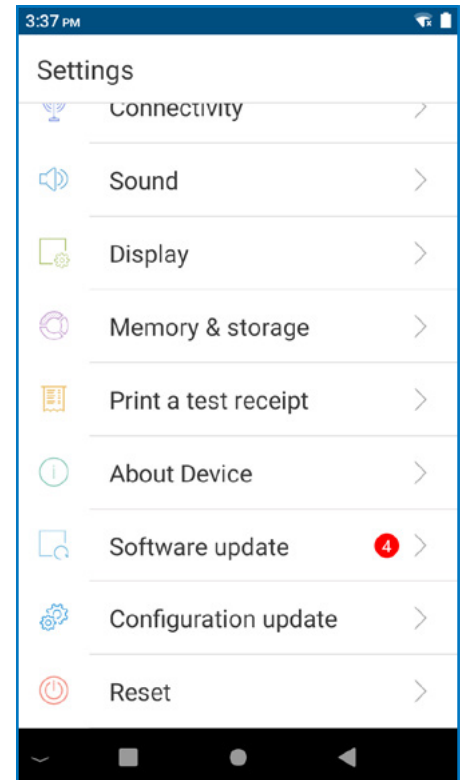 3:37 PM
Settings
Connectivity
Sound
Display
Memory & storage
Print a test receipt
About Device
Software update 4
Configuration update
Reset